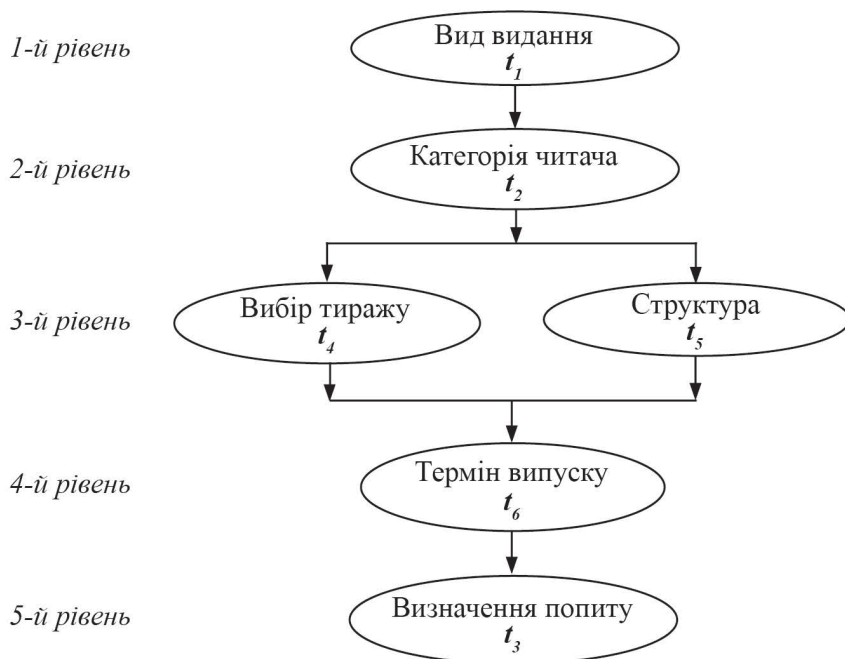 1-й рівень
Вид видання
t₁
2-й рівень
Категорія читача
t₂
3-й рівень
Вибір тиражу
t₄
Структура
t₅
4-й рівень
Термін випуску
t₆
5-й рівень
Визначення попиту
t₃